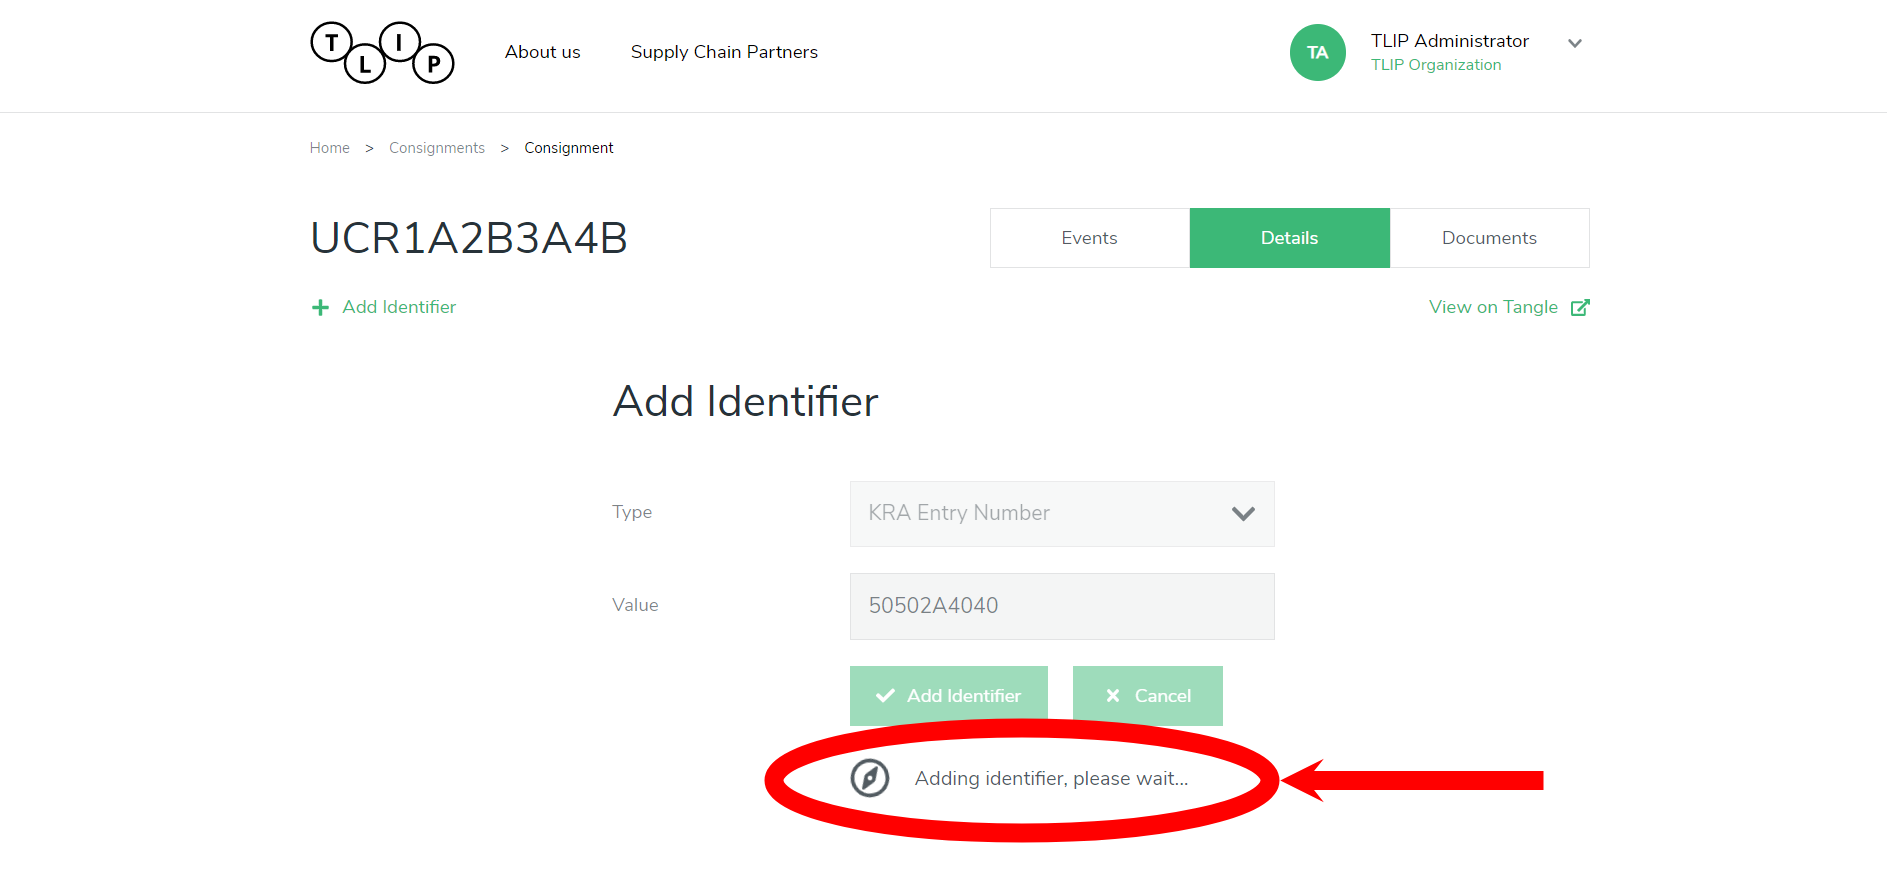 T L I P
About us
Supply Chain Partners
TA
TLIP Administrator
TLIP Organization
Home > Consignments > Consignment
UCR1A2B3A4B
Events
Details
Documents
Add Identifier
View on Tangle
Add Identifier
Type
KRA Entry Number
Value
50502A4040
Add Identifier
Cancel
Adding identifier, please wait...